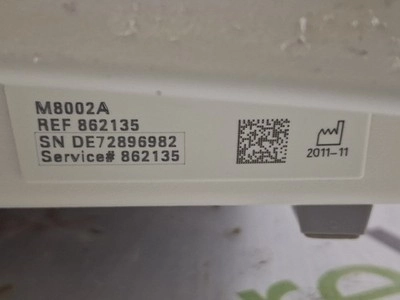 M8002A
REF 862135
SN DE72896982
Service# 862135
2011-11